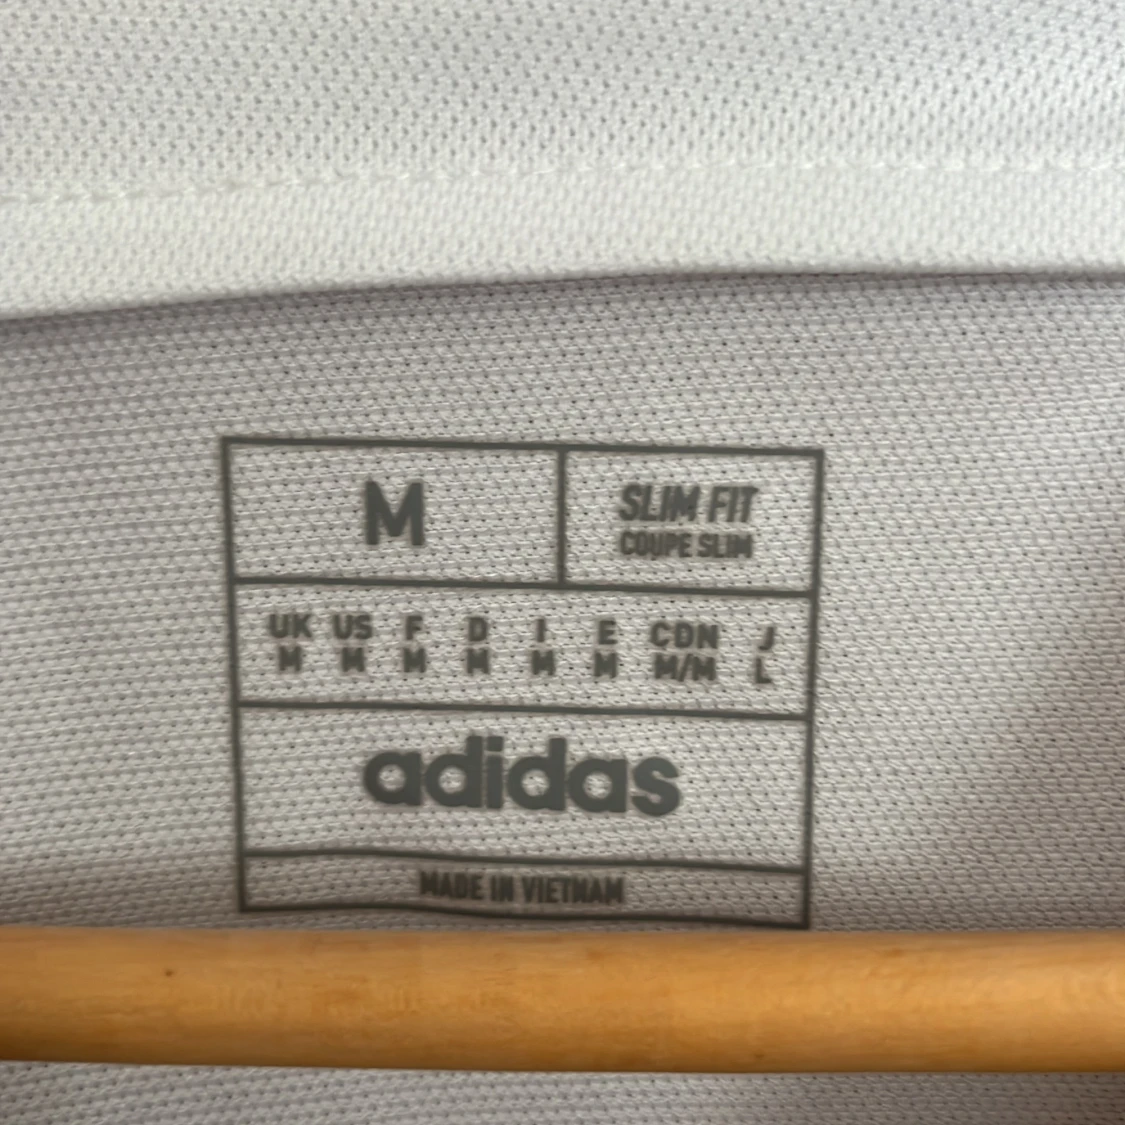 M
SLIM FIT
COUPE SLIM
UK US F D I E CDN J
M M M M M M M/M L
adidas
MADE IN VIETNAM